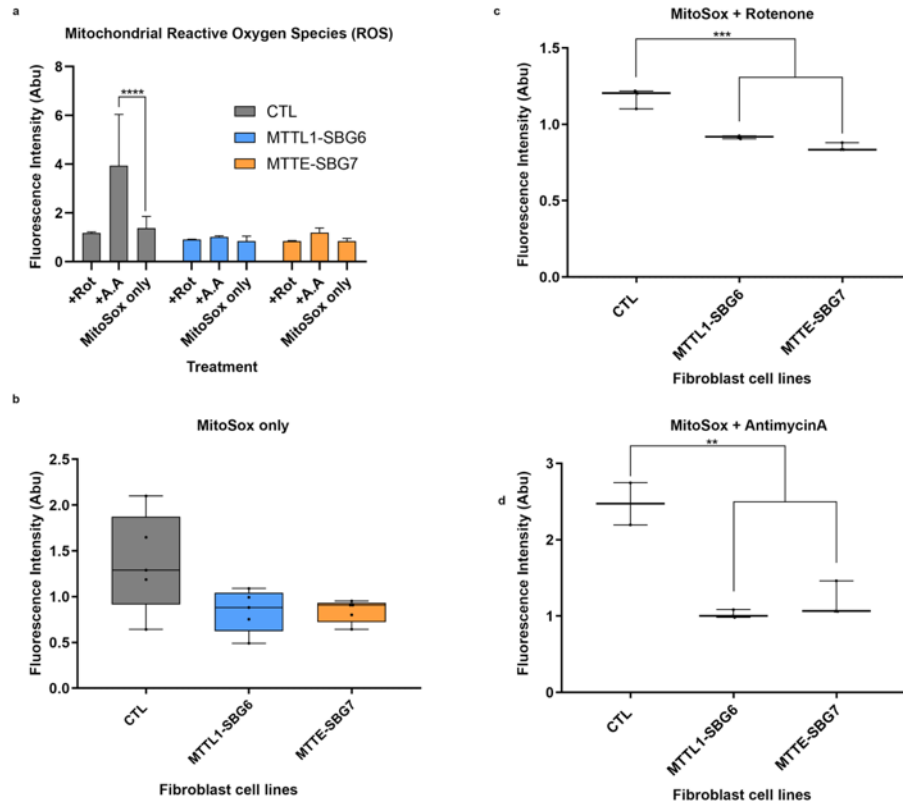 a
Mitochondrial Reactive Oxygen Species (ROS)
Fluorescence Intensity (Abu)
8
6
4
2
0
****
CTL
MTTL1-SBG6
MTTE-SBG7
+Rot
+A.A
MitoSox only
+Rot
+A.A
MitoSox only
+Rot
+A.A
MitoSox only
Treatment
b
MitoSox only
Fluorescence Intensity (Abu)
2.5
2.0
1.5
1.0
0.5
0.0
CTL
MTTL1-SBG6
MTTE-SBG7
Fibroblast cell lines
c
MitoSox + Rotenone
Fluorescence Intensity (Abu)
1.5
1.0
0.5
0.0
***
CTL
MTTL1-SBG6
MTTE-SBG7
Fibroblast cell lines
d
MitoSox + AntimycinA
Fluorescence Intensity (Abu)
3
2
1
0
**
CTL
MTTL1-SBG6
MTTE-SBG7
Fibroblast cell lines